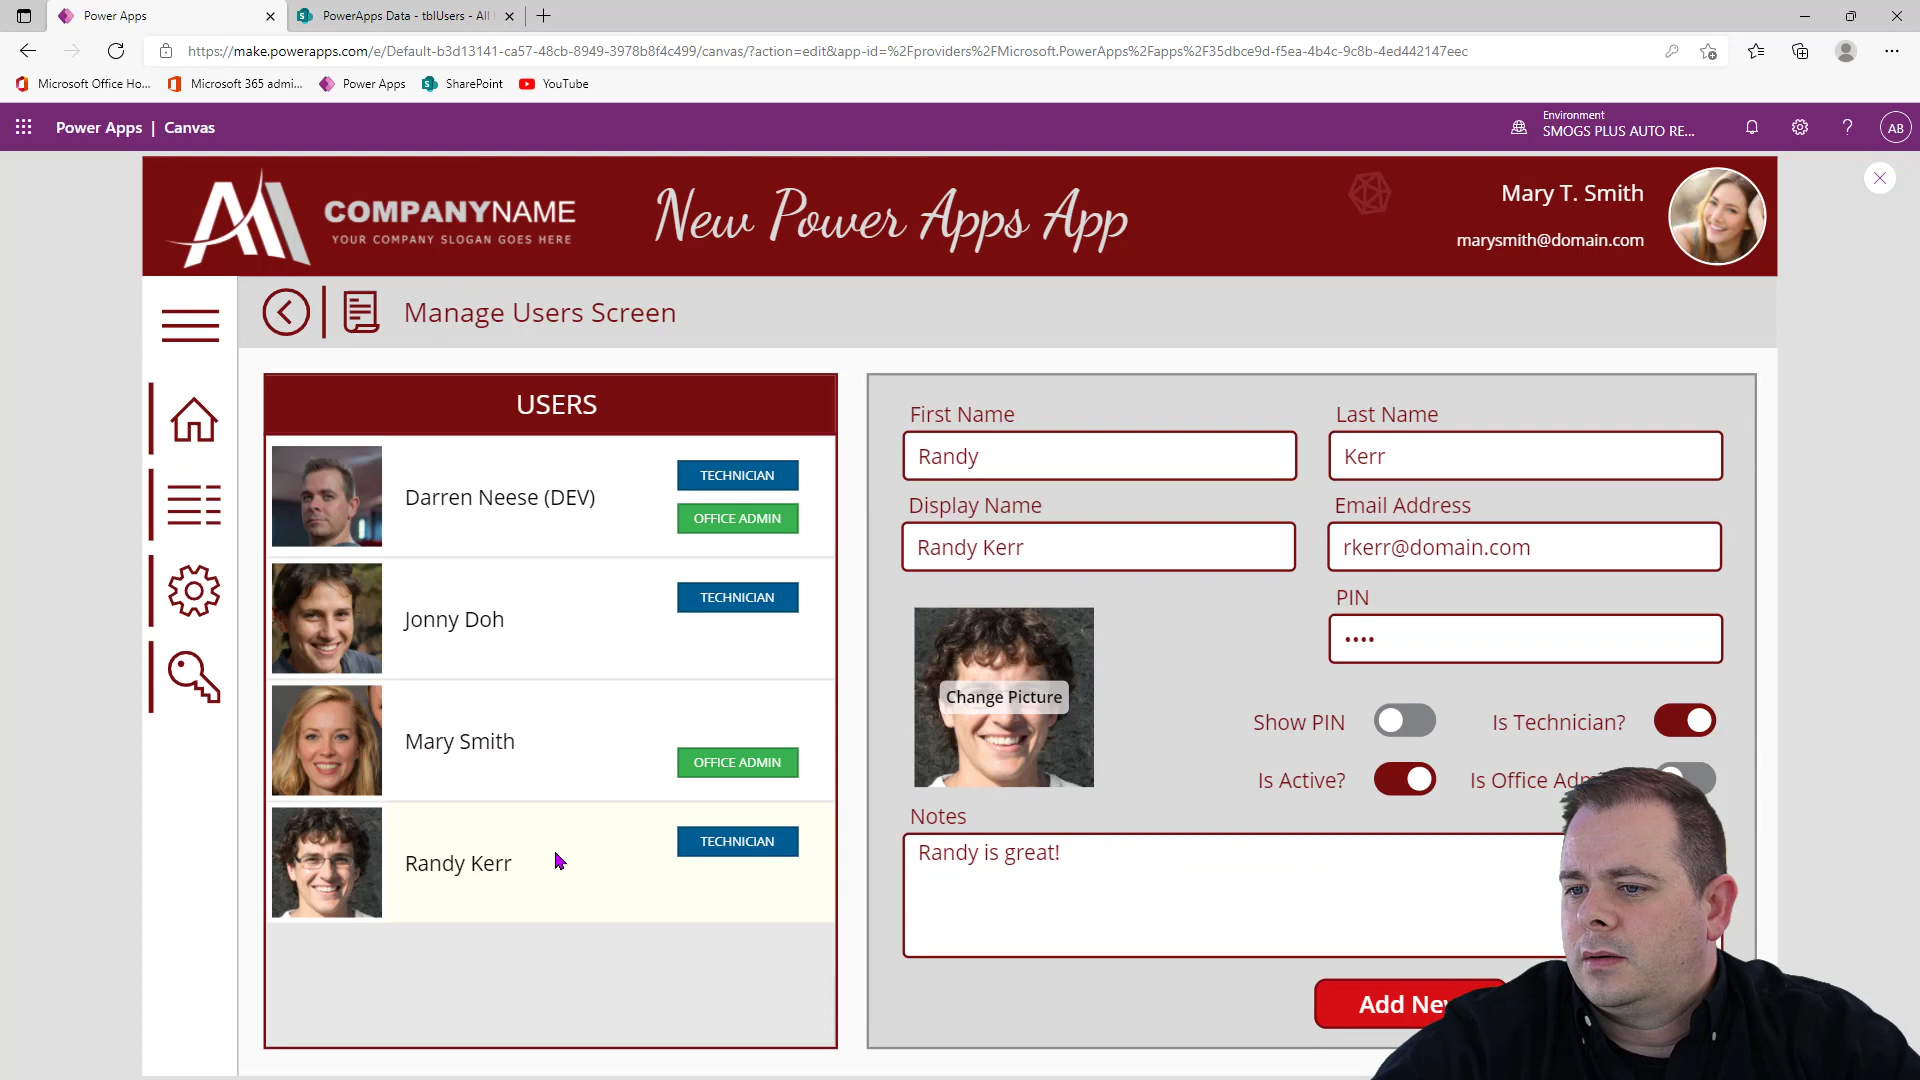 Power Apps
PowerApps Data - tblUsers - All
https://make.powerapps.com/e/Default-b3d13141-ca57-48cb-8949-3978b8f4c499/canvas/?action=edit&app-id=%2Fproviders%2FMicrosoft.PowerApps%2Fapps%2F35dbce9d-f5ea-4b4c-9c8b-4ed442147eec
Microsoft Office Ho...
Microsoft 365 admi...
Power Apps
SharePoint
YouTube
Power Apps | Canvas
Environment
SMOGS PLUS AUTO RE...
AB
COMPANYNAME
YOUR COMPANY SLOGAN GOES HERE
New Power Apps App
Mary T. Smith
marysmith@domain.com
Manage Users Screen
USERS
Darren Neese (DEV)
TECHNICIAN
OFFICE ADMIN
Jonny Doh
TECHNICIAN
Mary Smith
OFFICE ADMIN
Randy Kerr
TECHNICIAN
First Name
Last Name
Randy
Kerr
Display Name
Email Address
Randy Kerr
rkerr@domain.com
PIN
••••
Change Picture
Show PIN
Is Technician?
Is Active?
Is Office Adm
Notes
Randy is great!
Add New